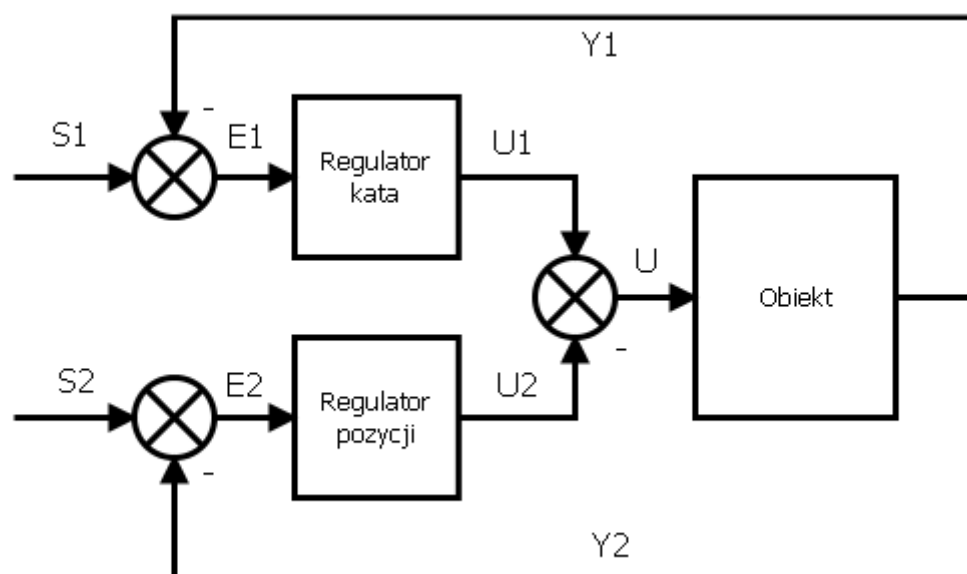 Y1
-
S1
E1
Regulator
kata
U1
U
Obiekt
-
S2
E2
Regulator
pozycji
U2
-
Y2